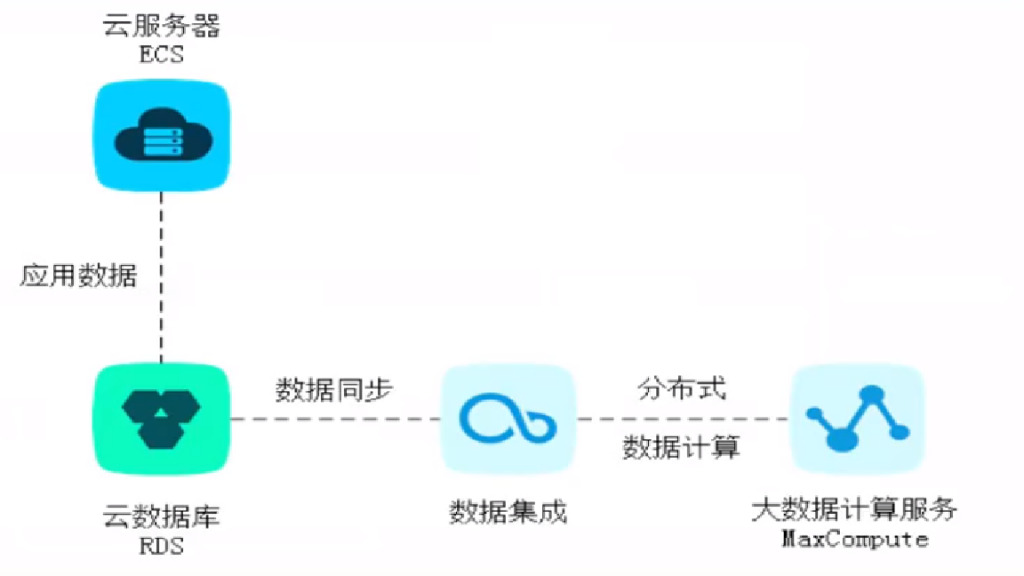 云服务器
ECS
应用数据
数据同步
分布式
数据计算
云数据库
RDS
数据集成
大数据计算服务
MaxCompute